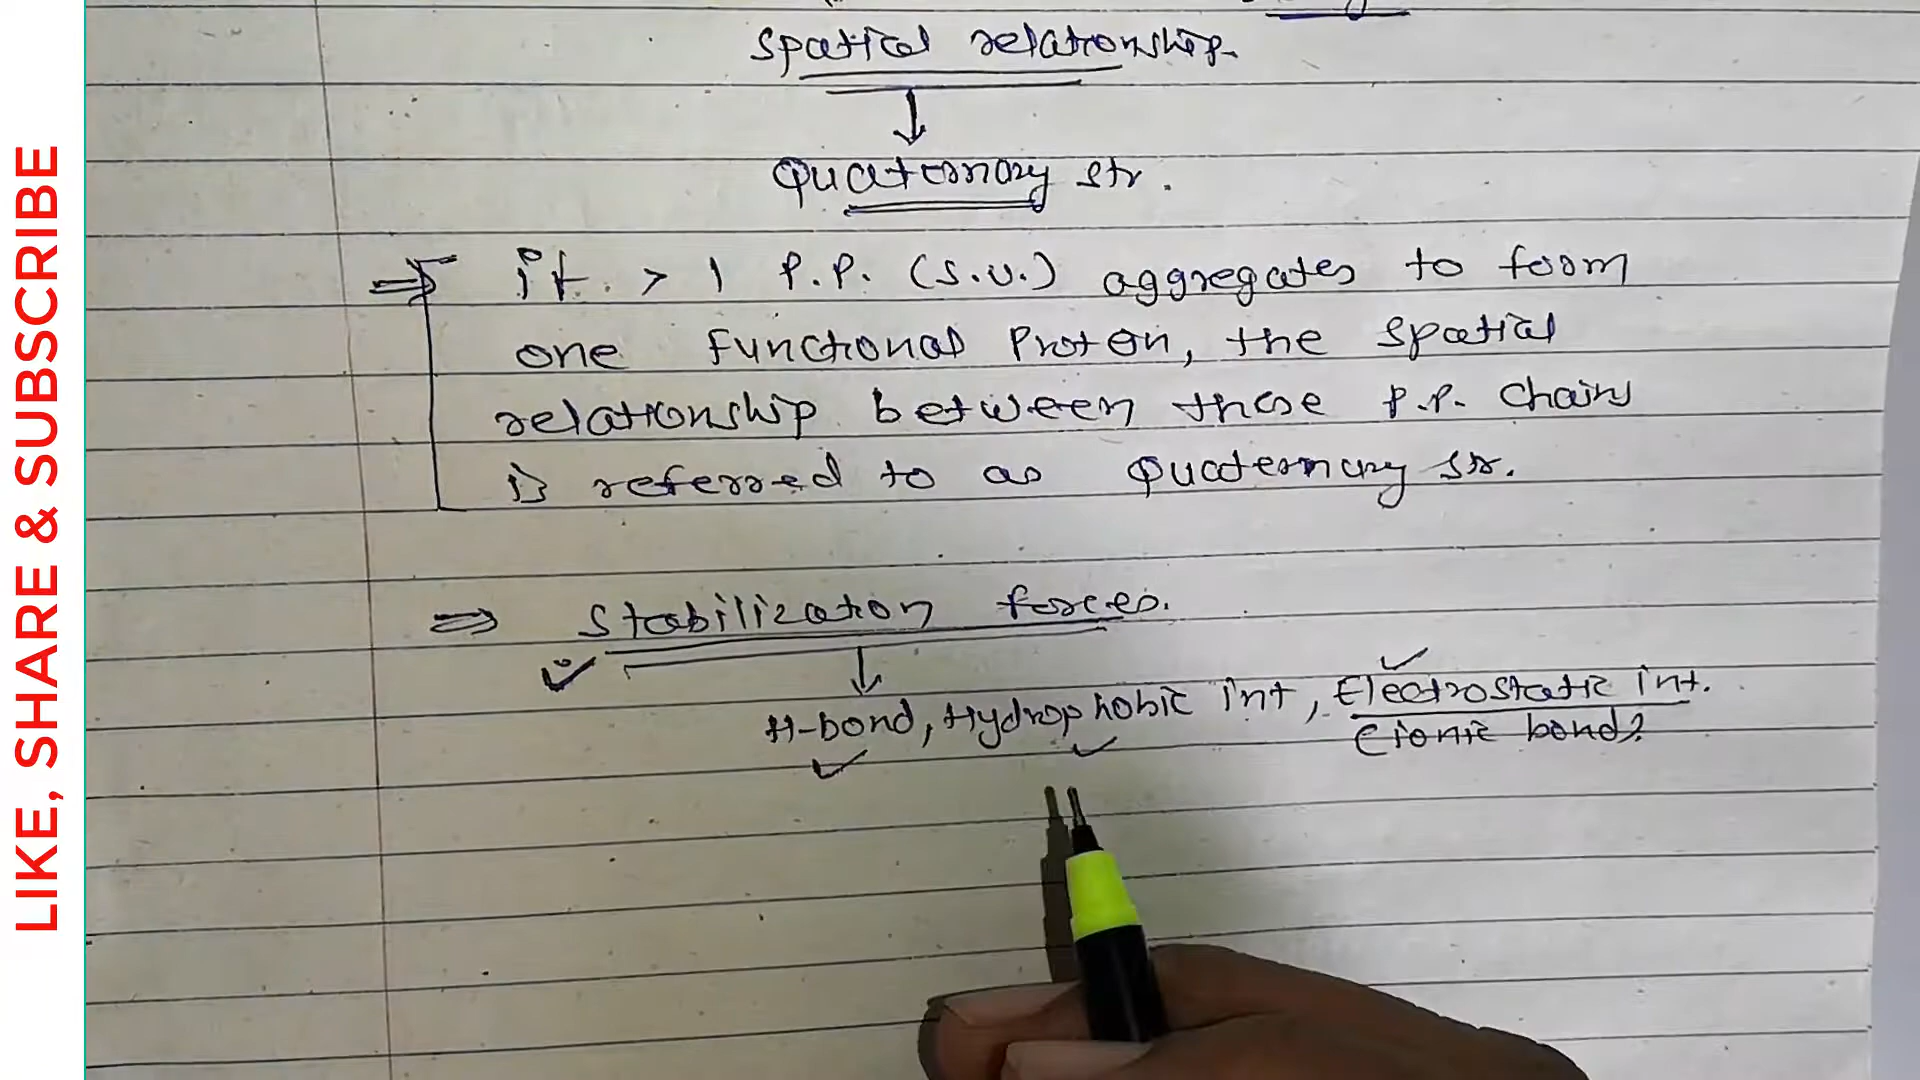 spatial relationship.
Quaternary str.
⇒ if > 1 P.P. (S.U.) aggregates to form
one functional Protein, the spatial
relationship between these P.P. chains
is referred to as Quaternary str.
⇒ Stabilization forces.
H-bond, Hydrophobic int, Electrostatic int.
(ionic bond)
LIKE, SHARE & SUBSCRIBE